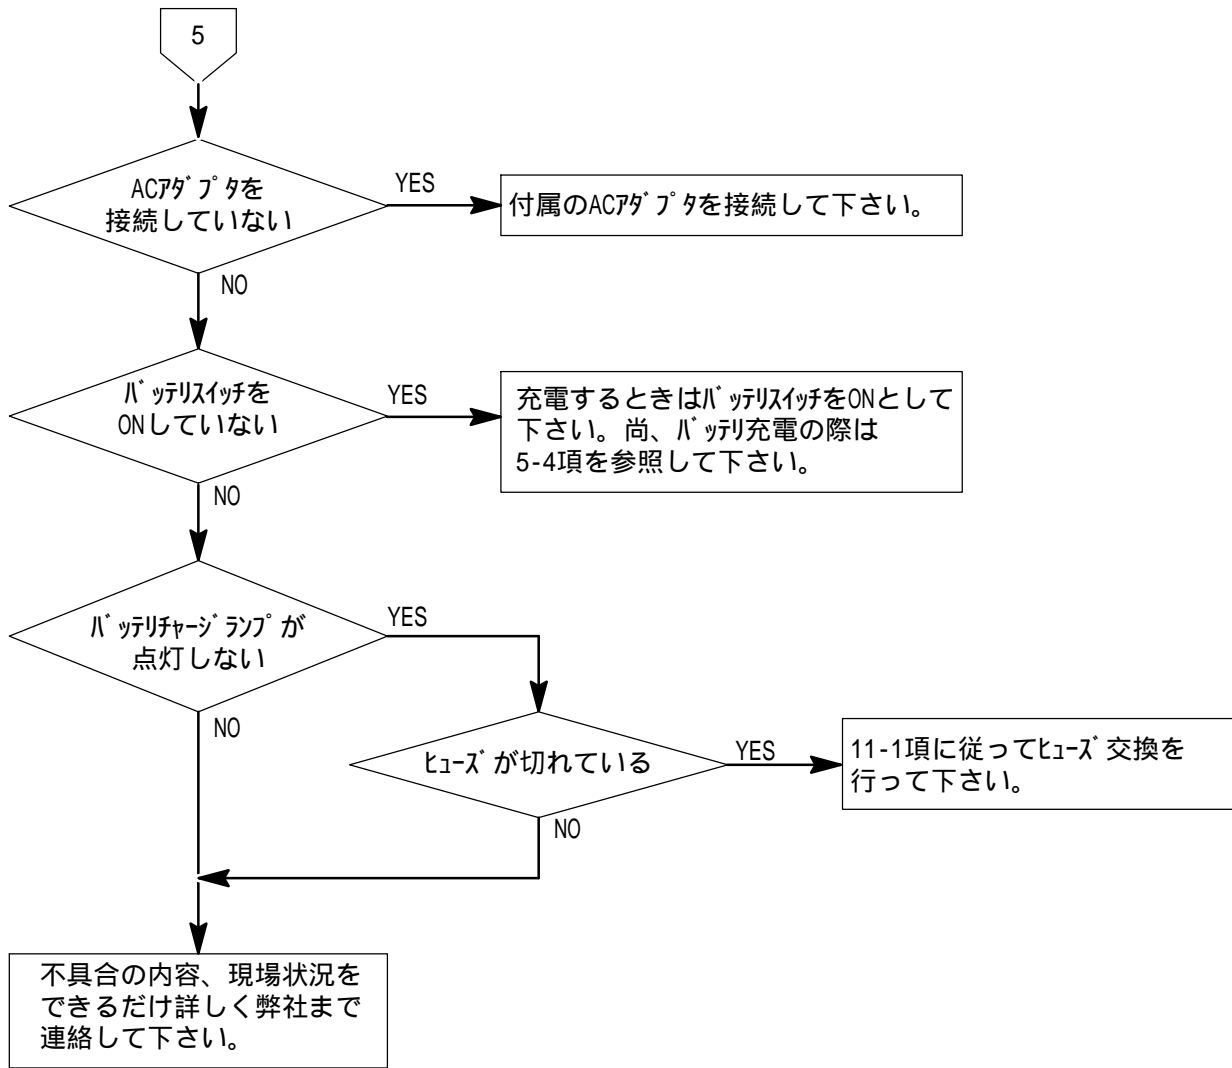 5
ACｱﾀﾞﾌﾟﾀを
接続していない
YES
付属のACｱﾀﾞﾌﾟﾀを接続して下さい。
NO
ﾊﾞｯﾃﾘｽｲｯﾁを
ONしていない
YES
充電するときはﾊﾞｯﾃﾘｽｲｯﾁをONとして
下さい。尚、ﾊﾞｯﾃﾘ充電の際は
5-4項を参照して下さい。
NO
ﾊﾞｯﾃﾘﾁｬｰｼﾞﾗﾝﾌﾟが
点灯しない
YES
NO
ﾋｭｰｽﾞが切れている
YES
11-1項に従ってﾋｭｰｽﾞ交換を
行って下さい。
NO
不具合の内容、現場状況を
できるだけ詳しく弊社まで
連絡して下さい。